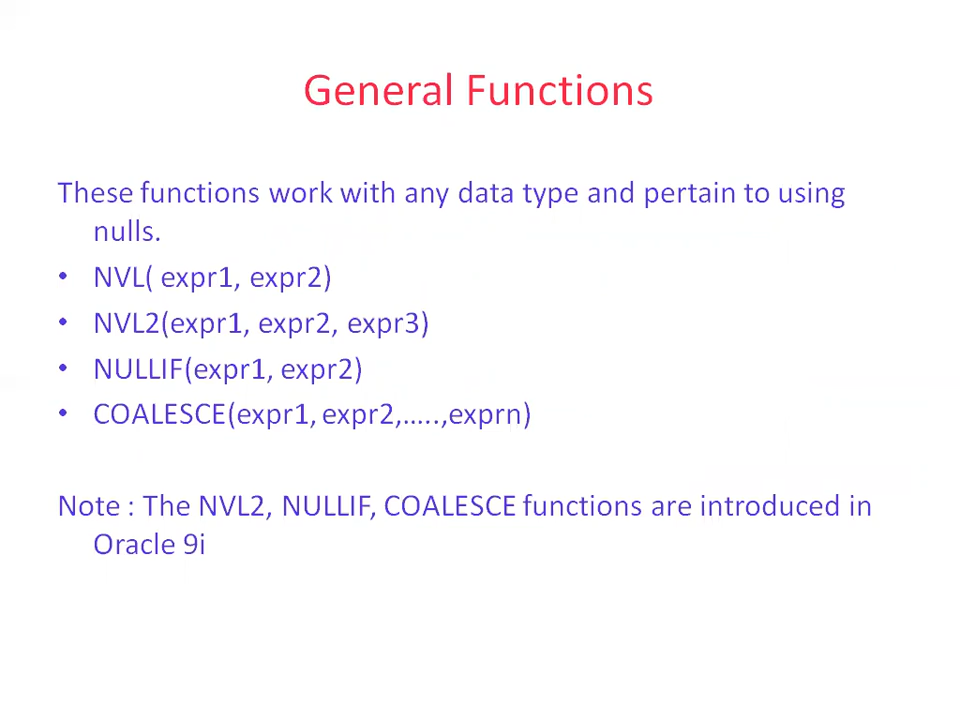 General Functions
These functions work with any data type and pertain to using
nulls.
• NVL( expr1, expr2)
• NVL2(expr1, expr2, expr3)
• NULLIF(expr1, expr2)
• COALESCE(expr1, expr2,…..,exprn)
Note : The NVL2, NULLIF, COALESCE functions are introduced in
Oracle 9i